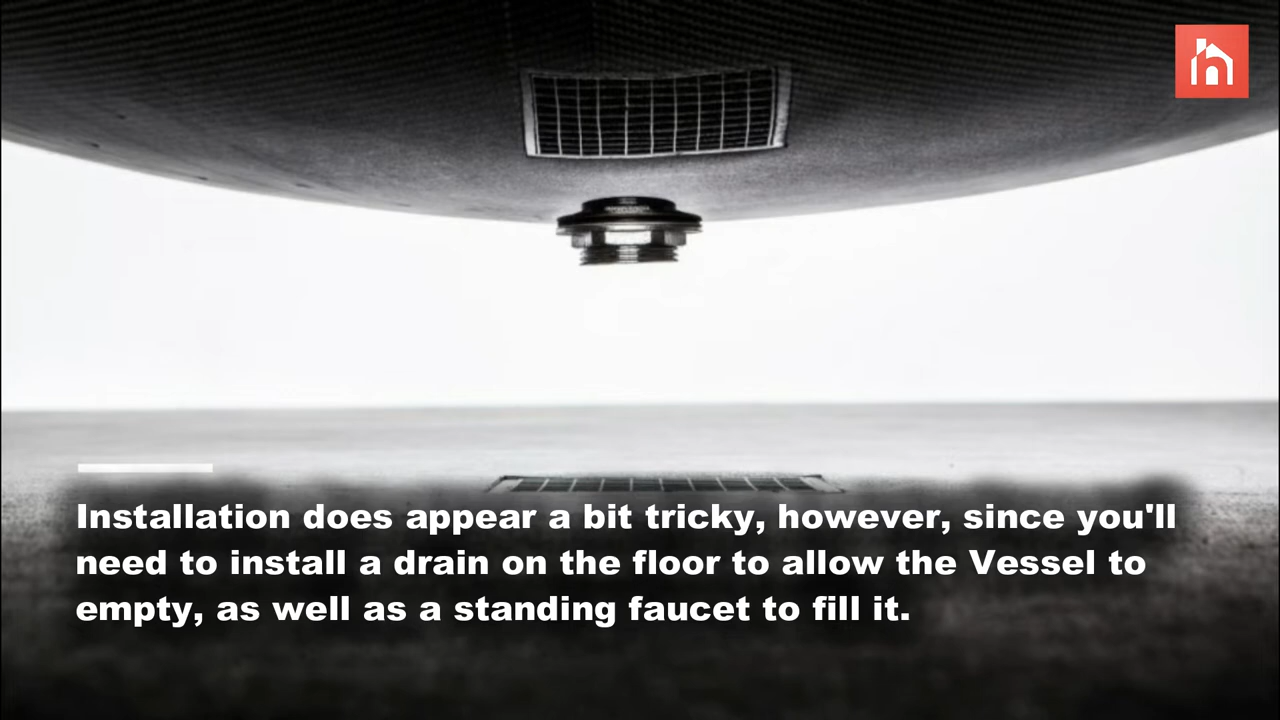 Installation does appear a bit tricky, however, since you'll
need to install a drain on the floor to allow the Vessel to
empty, as well as a standing faucet to fill it.